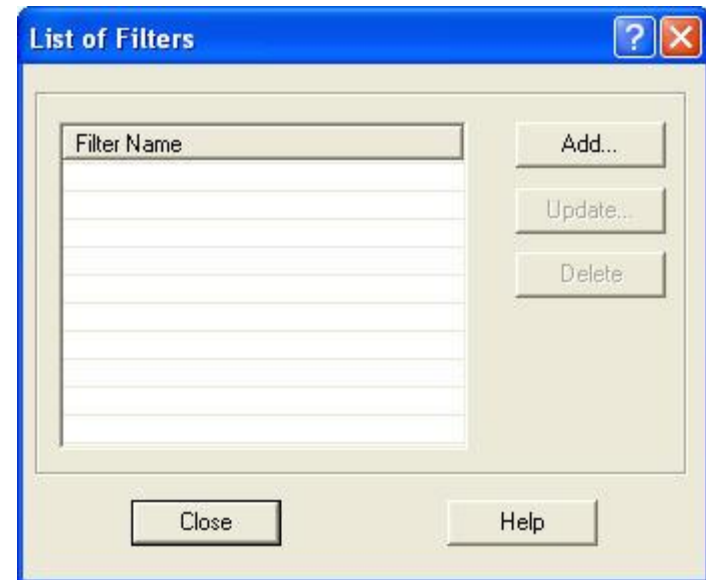 List of Filters
Filter Name
Add...
Update...
Delete
Close
Help